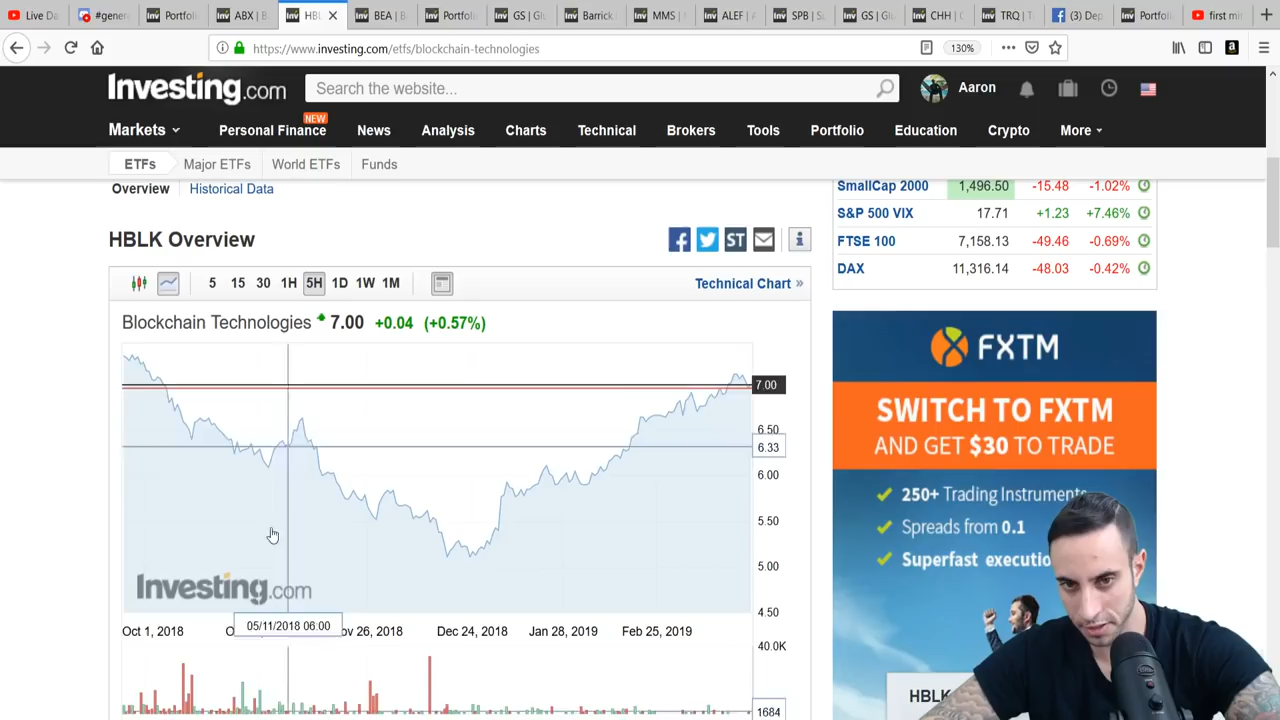 Live Da
#gener
Portfoli
ABX | B
HBL
BEA | B
Portfoli
GS | Glu
Barrick
MMS |
ALEF | A
SPB | Su
GS | Glu
CHH | C
TRQ | T
(3) Dep
Portfoli
first mi
https://www.investing.com/etfs/blockchain-technologies
130%
Investing.com
Search the website...
Aaron
Markets
Personal Finance
NEW
News
Analysis
Charts
Technical
Brokers
Tools
Portfolio
Education
Crypto
More
ETFs
Major ETFs
World ETFs
Funds
Overview
Historical Data
SmallCap 2000 1,496.50 -15.48 -1.02%
S&P 500 VIX 17.71 +1.23 +7.46%
FTSE 100 7,158.13 -49.46 -0.69%
DAX 11,316.14 -48.03 -0.42%
HBLK Overview
ST
5 15 30 1H 5H 1D 1W 1M
Technical Chart »
Blockchain Technologies 7.00 +0.04 (+0.57%)
7.00
6.50
6.33
6.00
5.50
5.00
4.50
Investing.com
05/11/2018 06:00
Oct 1, 2018
ov 26, 2018
Dec 24, 2018
Jan 28, 2019
Feb 25, 2019
40.0K
1684
FXTM
SWITCH TO FXTM
AND GET $30 TO TRADE
250+ Trading Instruments
Spreads from 0.1
Superfast executio
HBLK